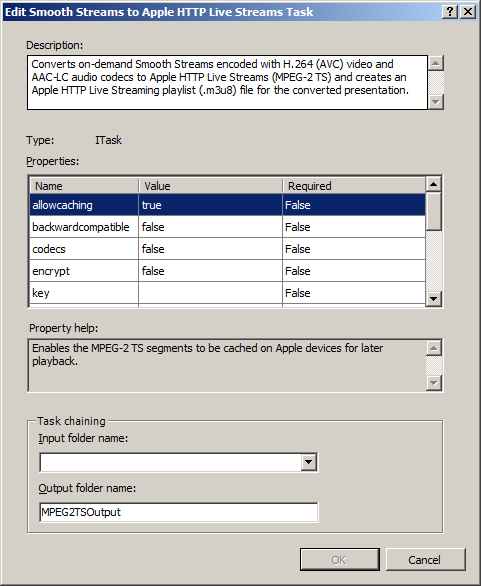 Edit Smooth Streams to Apple HTTP Live Streams Task
Description:
Converts on-demand Smooth Streams encoded with H.264 (AVC) video and
AAC-LC audio codecs to Apple HTTP Live Streams (MPEG-2 TS) and creates an
Apple HTTP Live Streaming playlist (.m3u8) file for the converted presentation.
Type: ITask
Properties:
Name Value Required
allowcaching true False
backwardcompatible false False
codecs false False
encrypt false False
key False
Property help:
Enables the MPEG-2 TS segments to be cached on Apple devices for later
playback.
Task chaining
Input folder name:
Output folder name:
MPEG2TSOutput
OK Cancel